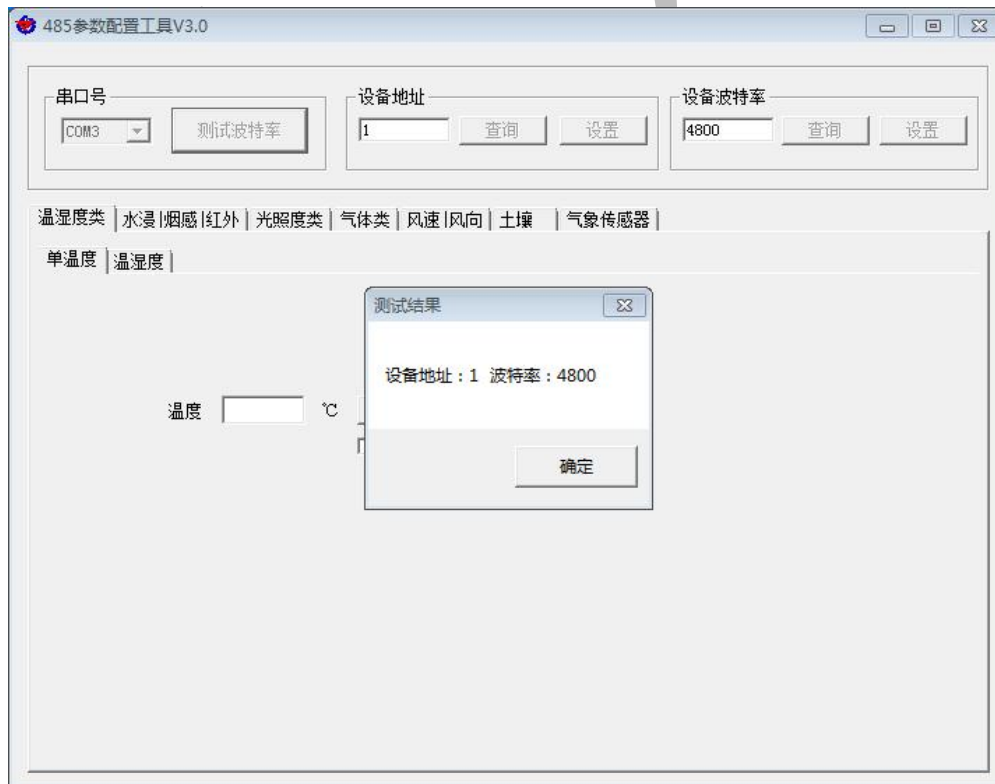 485参数配置工具V3.0
串口号 设备地址 设备波特率
COM3 测试波特率 1 查询 设置 4800 查询 设置
温湿度类 水浸|烟感|红外 光照度类 气体类 风速|风向 土壤 气象传感器
单温度 温湿度
测试结果
设备地址：1 波特率：4800
温度 ℃
确定